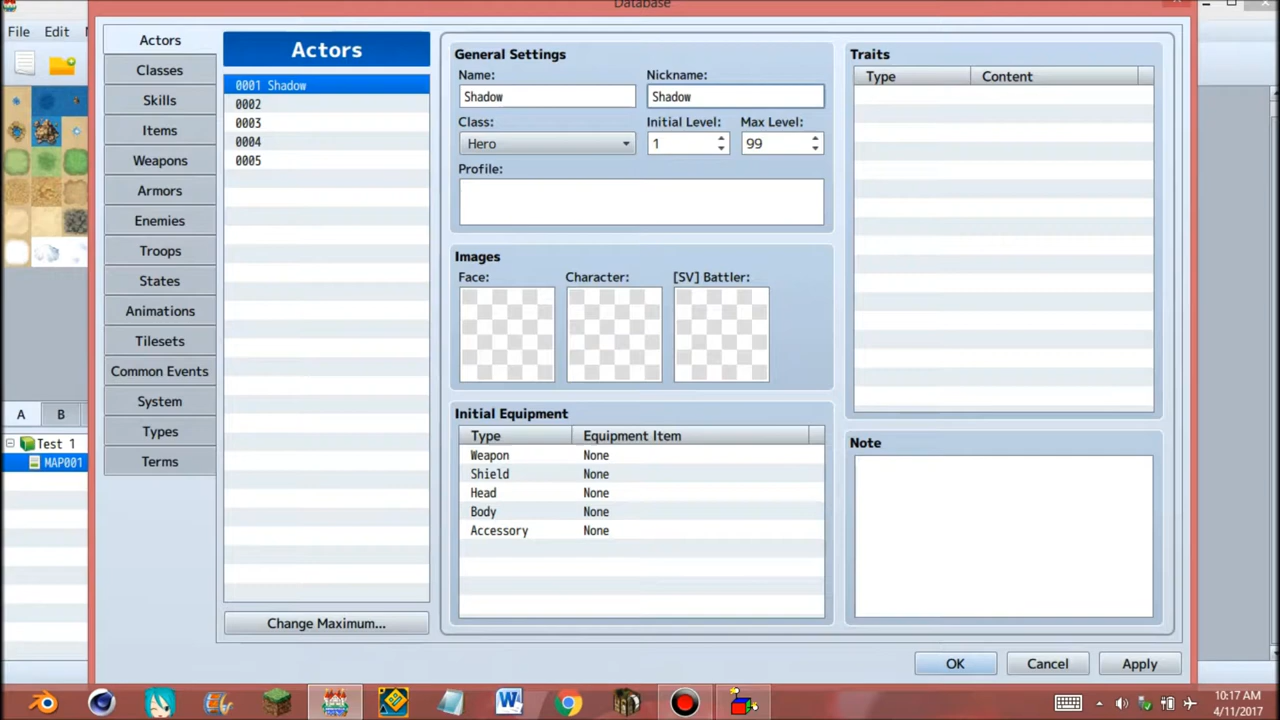 Database
File Edit
Actors
Classes
Skills
Items
Weapons
Armors
Enemies
Troops
States
Animations
Tilesets
Common Events
System
Types
Terms
A B
Test 1
MAP001
Actors
0001 Shadow
0002
0003
0004
0005
Change Maximum...
General Settings
Name: Nickname:
Shadow Shadow
Class: Initial Level: Max Level:
Hero 1 99
Profile:
Images
Face: Character: [SV] Battler:
Initial Equipment
Type Equipment Item
Weapon None
Shield None
Head None
Body None
Accessory None
Traits
Type Content
Note
OK Cancel Apply
10:17 AM
4/11/2017